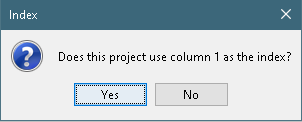 Index
Does this project use column 1 as the index?
Yes
No